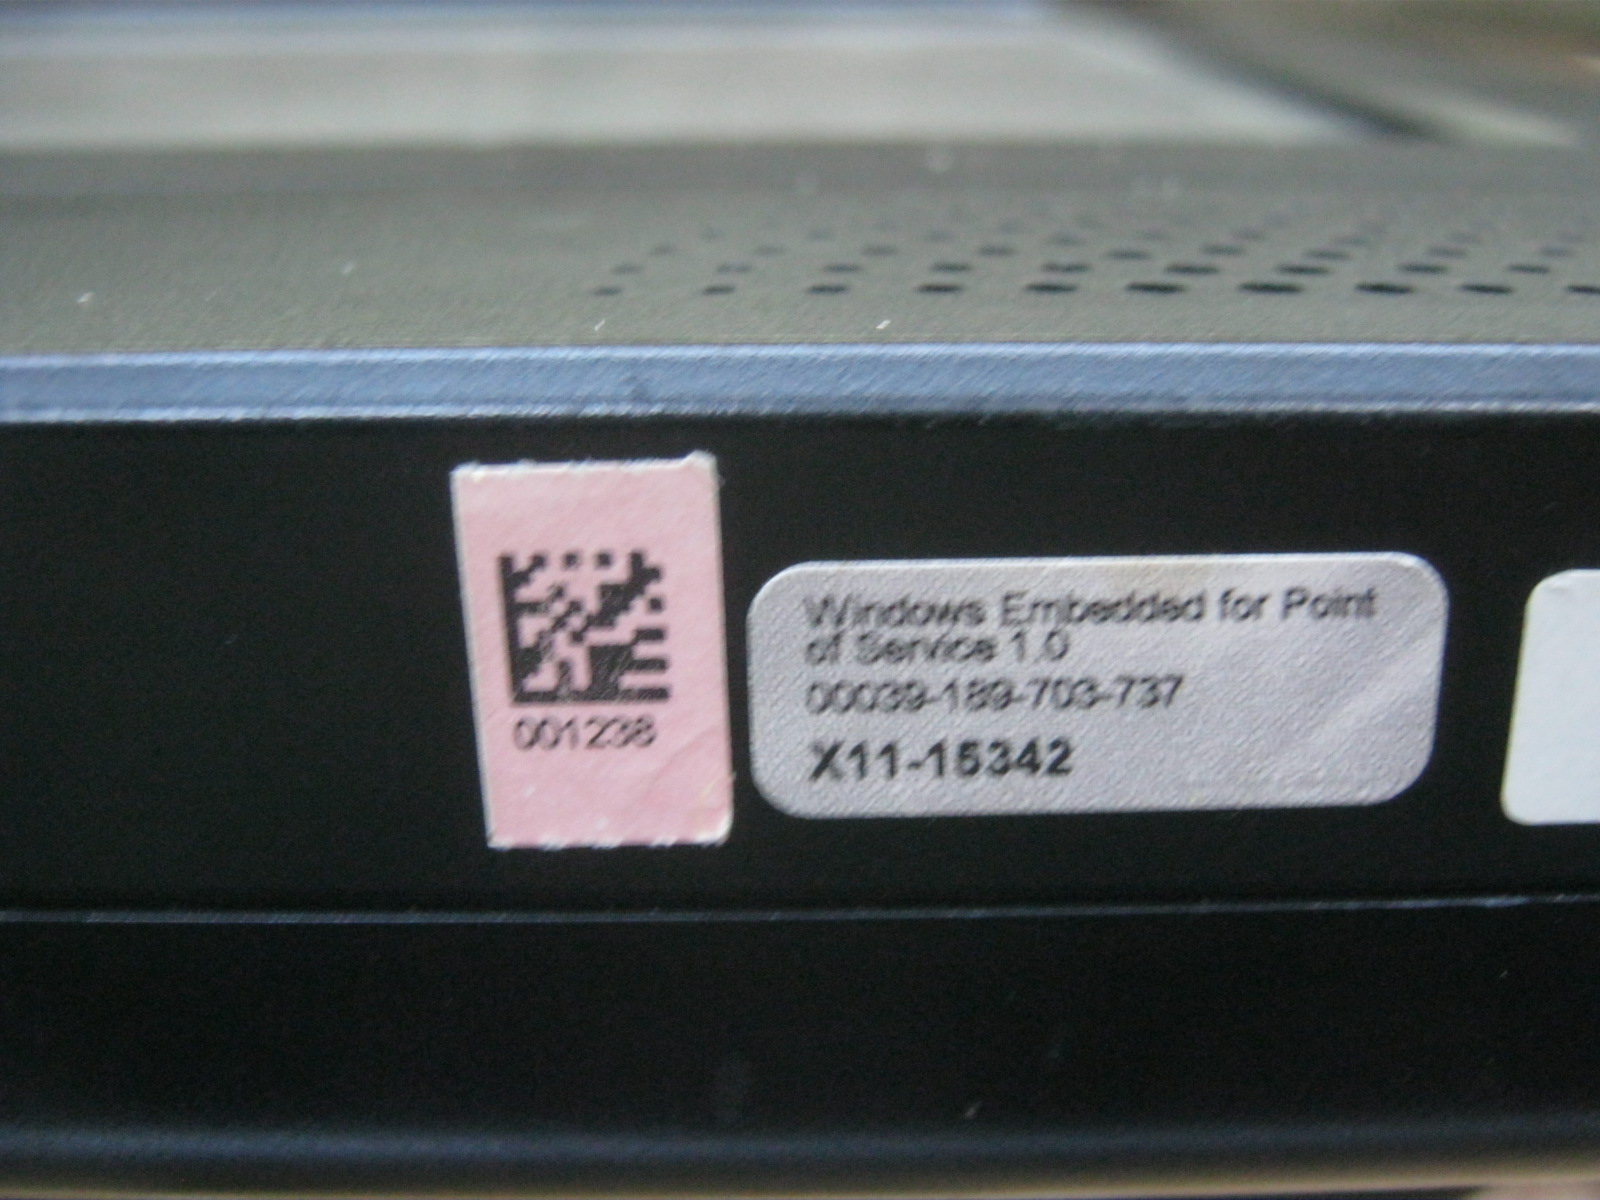 001238
Windows Embedded for Point
of Service 1.0
00039-189-703-737
X11-15342